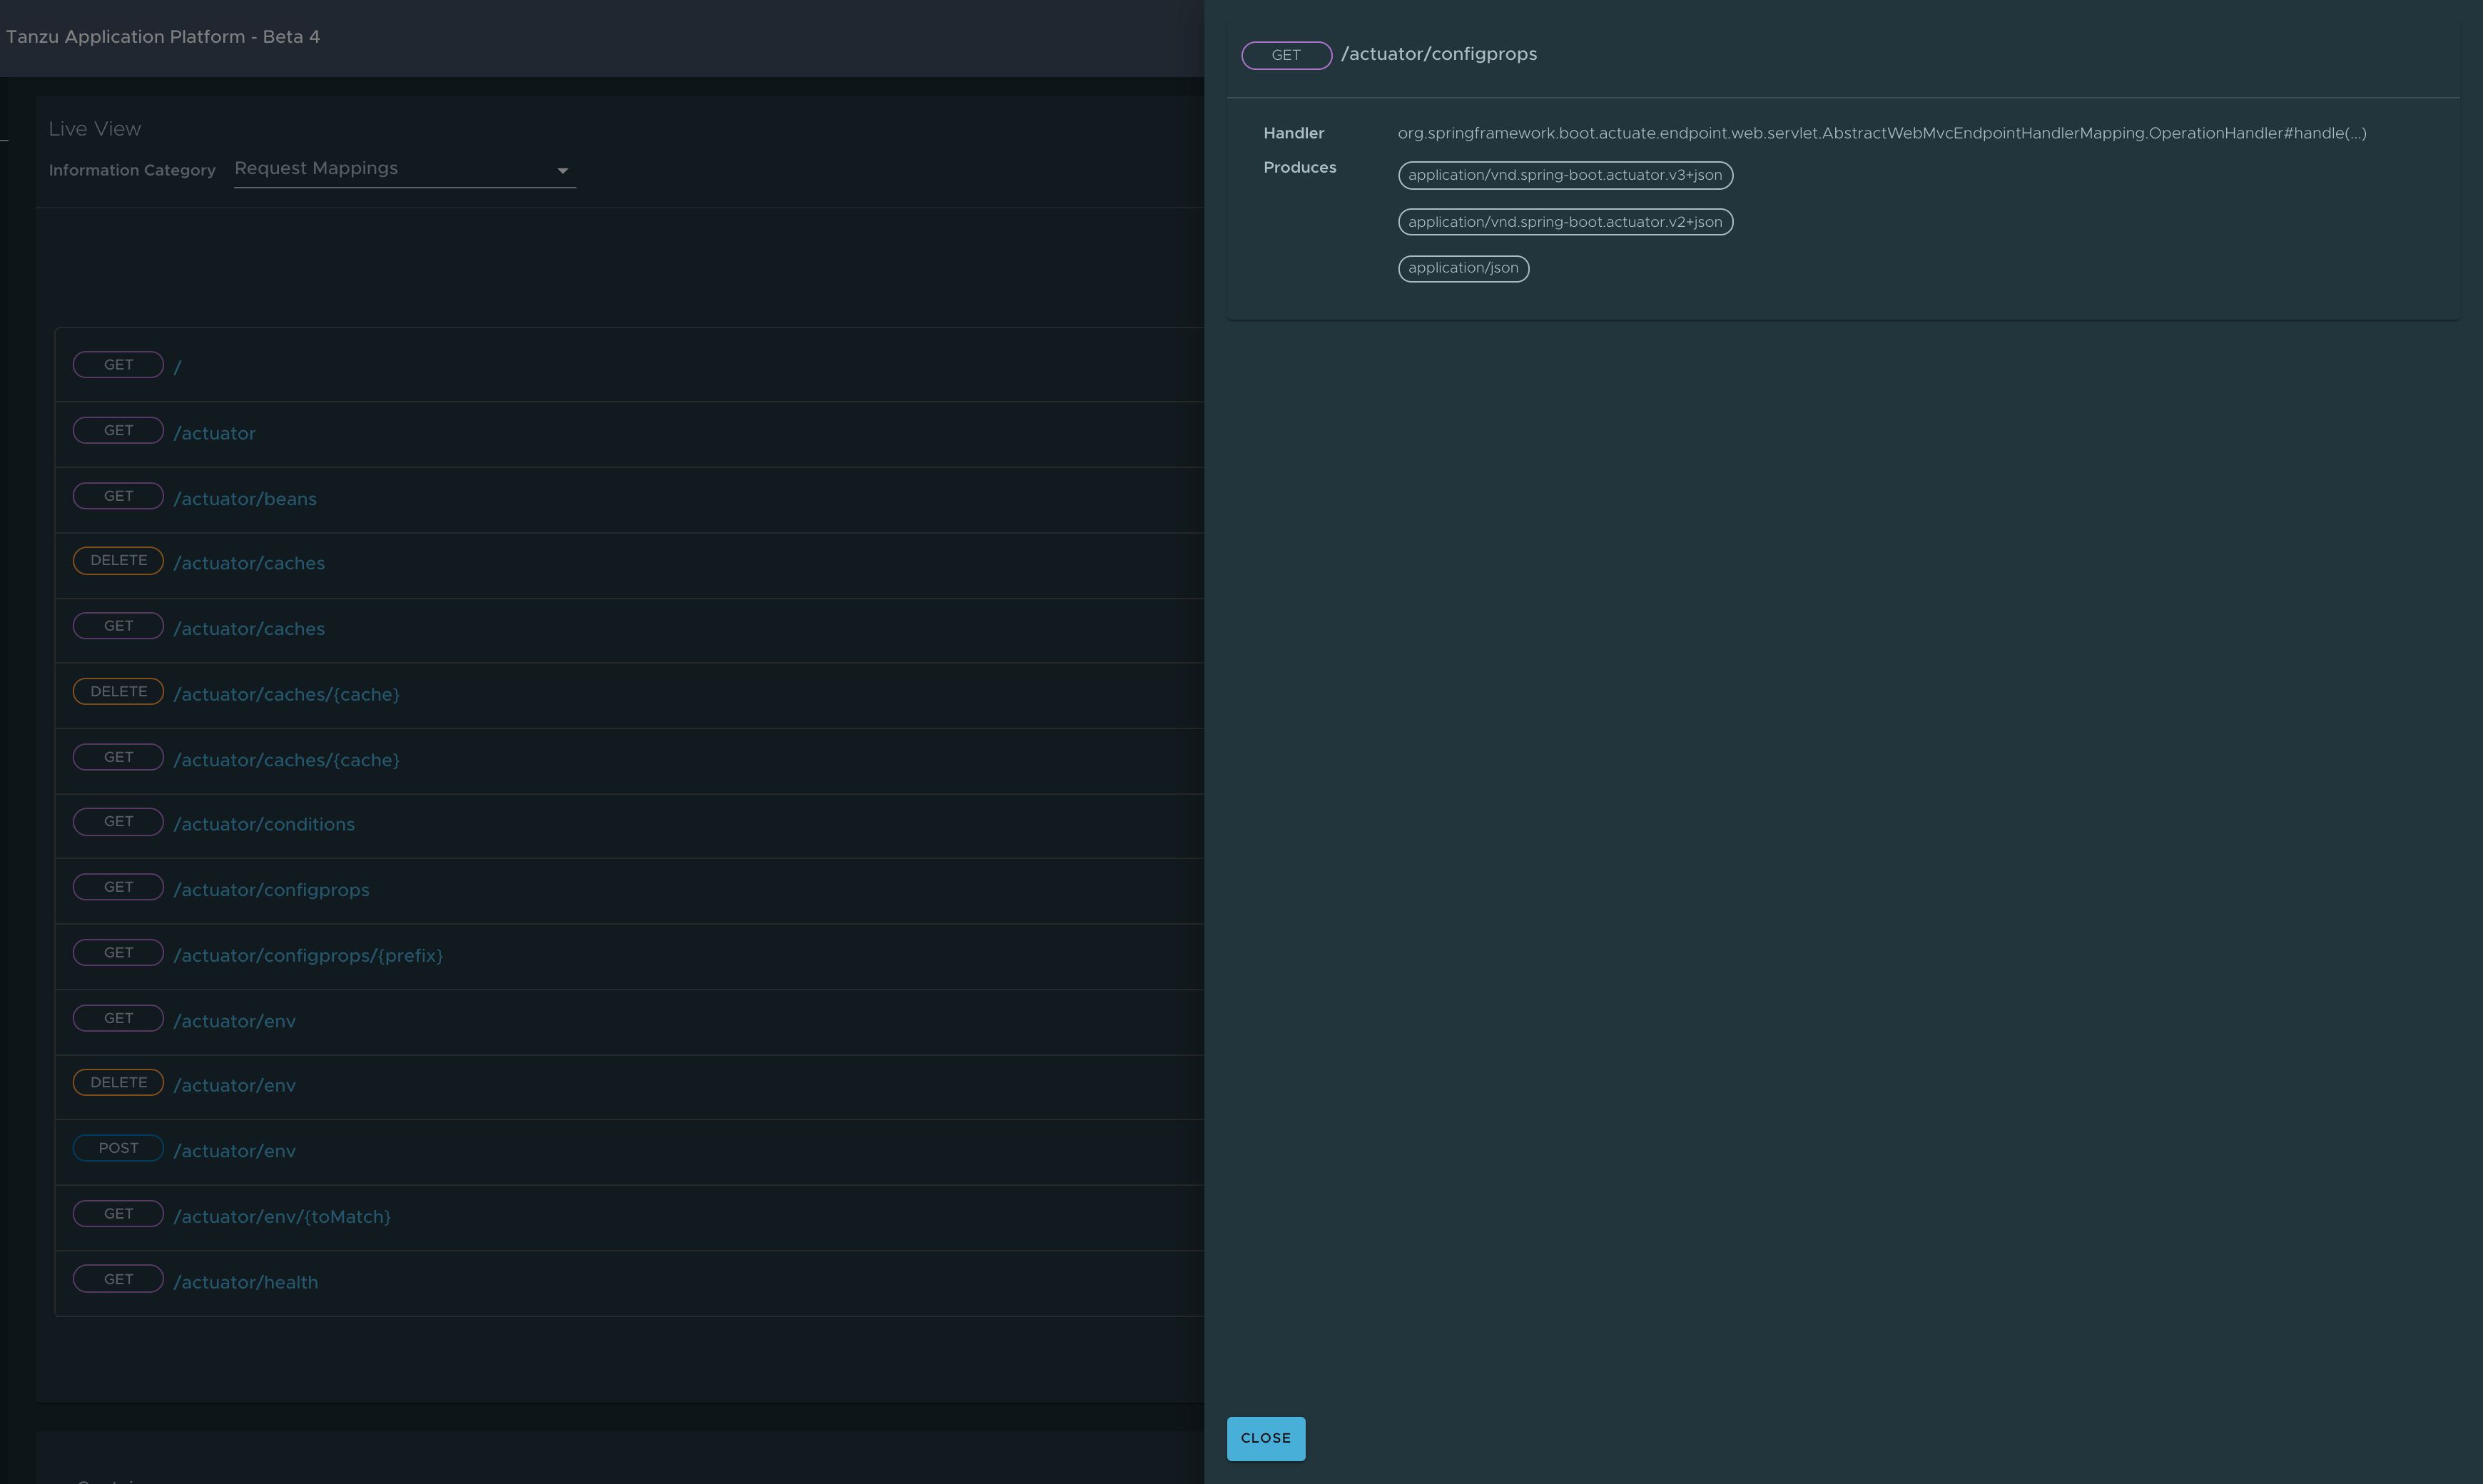 Tanzu Application Platform - Beta 4
Live View
Information Category Request Mappings
GET /
GET /actuator
GET /actuator/beans
DELETE /actuator/caches
GET /actuator/caches
DELETE /actuator/caches/{cache}
GET /actuator/caches/{cache}
GET /actuator/conditions
GET /actuator/configprops
GET /actuator/configprops/{prefix}
GET /actuator/env
DELETE /actuator/env
POST /actuator/env
GET /actuator/env/{toMatch}
GET /actuator/health
GET /actuator/configprops
Handler org.springframework.boot.actuate.endpoint.web.servlet.AbstractWebMvcEndpointHandlerMapping.OperationHandler#handle(...)
Produces application/vnd.spring-boot.actuator.v3+json
application/vnd.spring-boot.actuator.v2+json
application/json
CLOSE